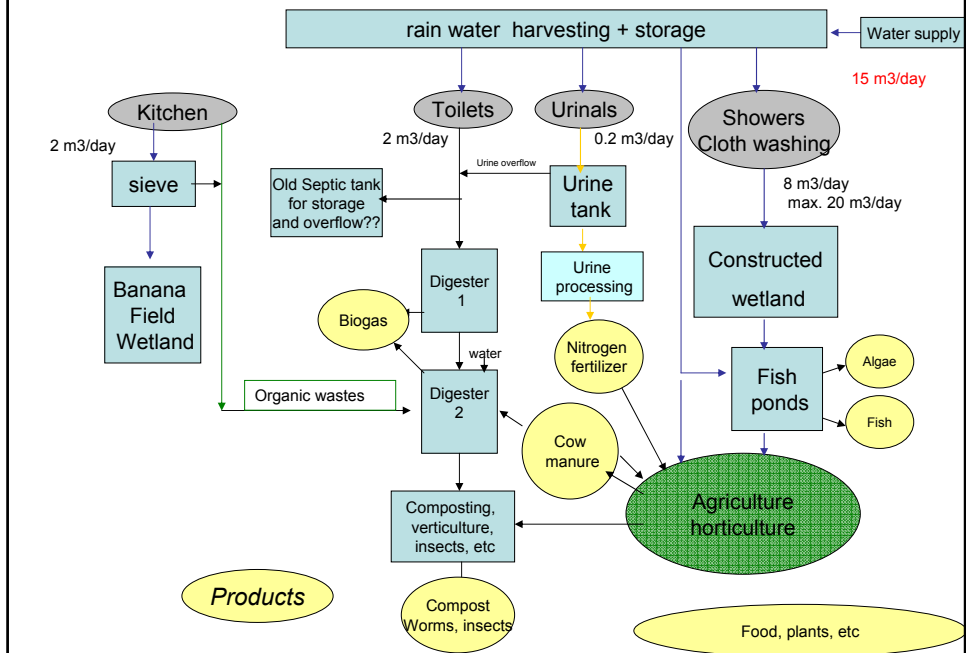 rain water harvesting + storage
Water supply
15 m3/day
Kitchen
Toilets
Urinals
Showers
Cloth washing
2 m3/day
2 m3/day
0.2 m3/day
sieve
Urine overflow
Old Septic tank
for storage
and overflow??
Urine
tank
8 m3/day
max. 20 m3/day
Banana
Field
Wetland
Digester
1
Urine
processing
Constructed
wetland
Biogas
water
Nitrogen
fertilizer
Fish
ponds
Algae
Fish
Organic wastes
Digester
2
Cow
manure
Composting,
verticulture,
insects, etc
Agriculture
horticulture
Products
Compost
Worms, insects
Food, plants, etc